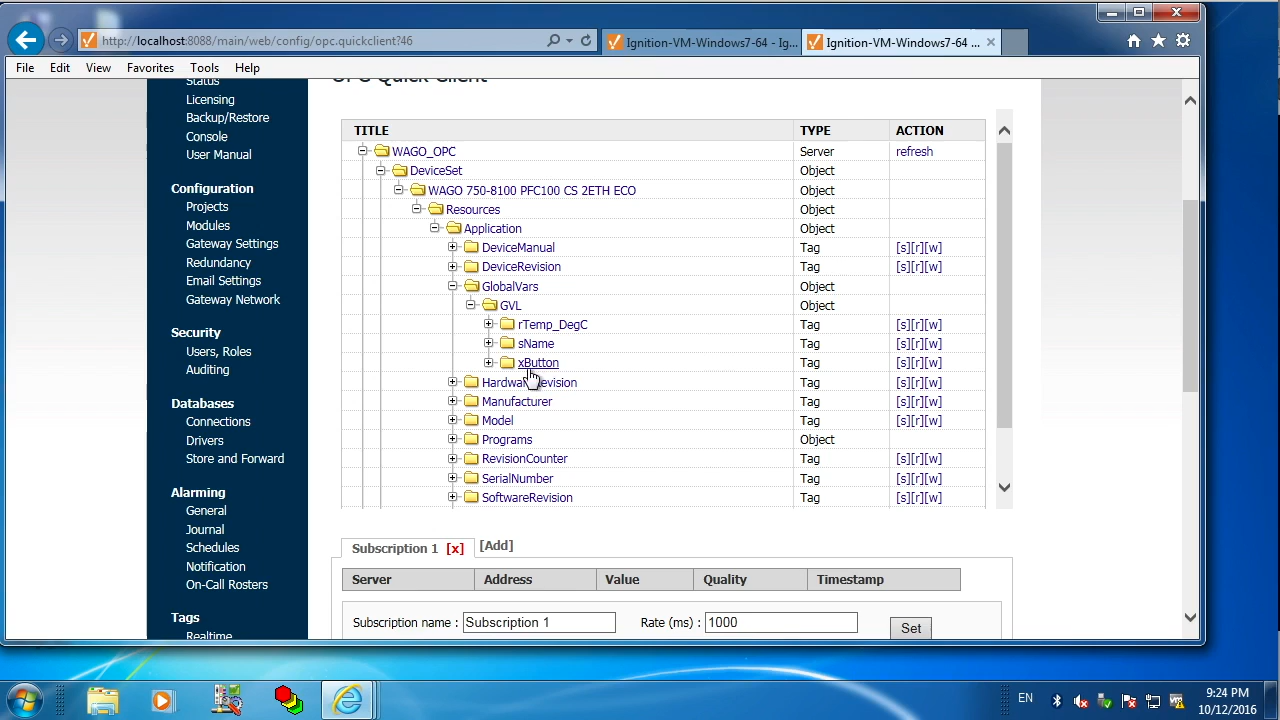 http://localhost:8088/main/web/config/opc.quickclient?46
Ignition-VM-Windows7-64 - Ig...
Ignition-VM-Windows7-64 ...
File Edit View Favorites Tools Help
OPC Quick Client
Status
Licensing
Backup/Restore
Console
User Manual
Configuration
Projects
Modules
Gateway Settings
Redundancy
Email Settings
Gateway Network
Security
Users, Roles
Auditing
Databases
Connections
Drivers
Store and Forward
Alarming
General
Journal
Schedules
Notification
On-Call Rosters
Tags
Realtime
TITLE TYPE ACTION
WAGO_OPC Server refresh
DeviceSet Object
WAGO 750-8100 PFC100 CS 2ETH ECO Object
Resources Object
Application Object
DeviceManual Tag [s][r][w]
DeviceRevision Tag [s][r][w]
GlobalVars Object
GVL Object
rTemp_DegC Tag [s][r][w]
sName Tag [s][r][w]
xButton Tag [s][r][w]
HardwareRevision Tag [s][r][w]
Manufacturer Tag [s][r][w]
Model Tag [s][r][w]
Programs Object
RevisionCounter Tag [s][r][w]
SerialNumber Tag [s][r][w]
SoftwareRevision Tag [s][r][w]
Subscription 1 [x] [Add]
Server Address Value Quality Timestamp
Subscription name : Subscription 1 Rate (ms) : 1000 Set
EN
9:24 PM
10/12/2016